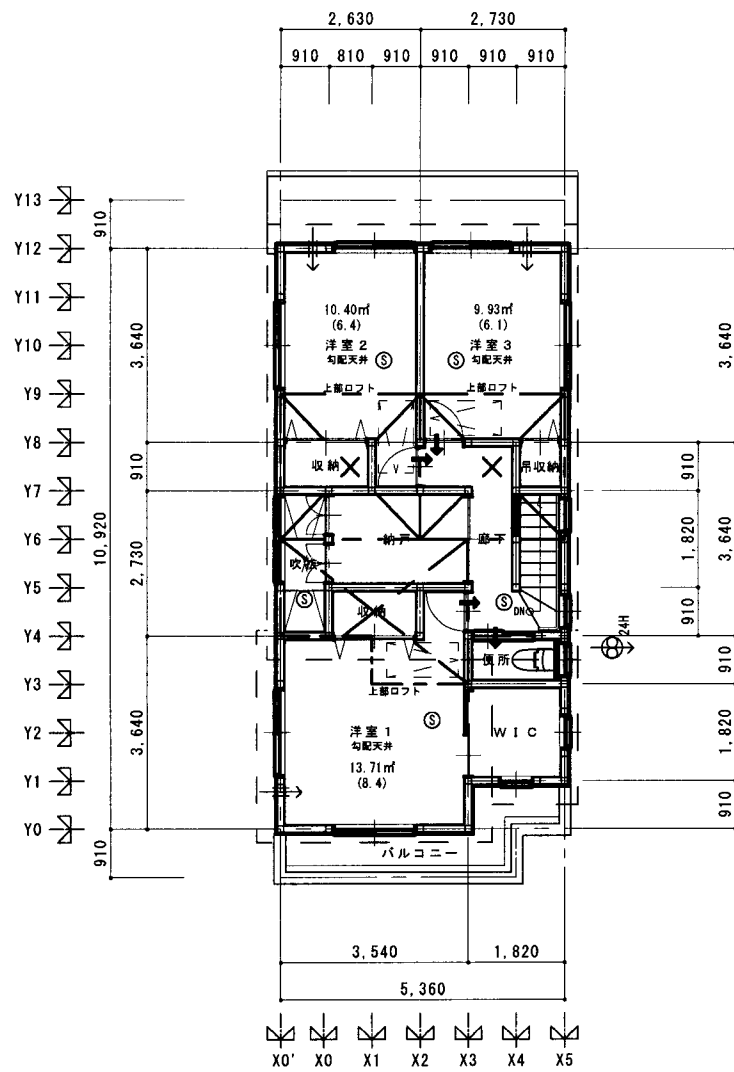 2,630
2,730
910
810
910
910
910
910
Y13
Y12
Y11
Y10
Y9
Y8
Y7
Y6
Y5
Y4
Y3
Y2
Y1
Y0
910
10,920
910
3,640
910
2,730
3,640
10.40㎡
(6.4)
洋室2
勾配天井
S
上部ロフト
9.93㎡
(6.1)
洋室3
勾配天井
S
上部ロフト
収納
V
吊収納
納戸
廊下
吹抜
S
収納
S
DN
便所
24H
上部ロフト
S
洋室1
勾配天井
13.71㎡
(8.4)
WIC
バルコニー
3,640
910
1,820
910
3,640
910
1,820
910
3,540
1,820
5,360
X0'
X0
X1
X2
X3
X4
X5